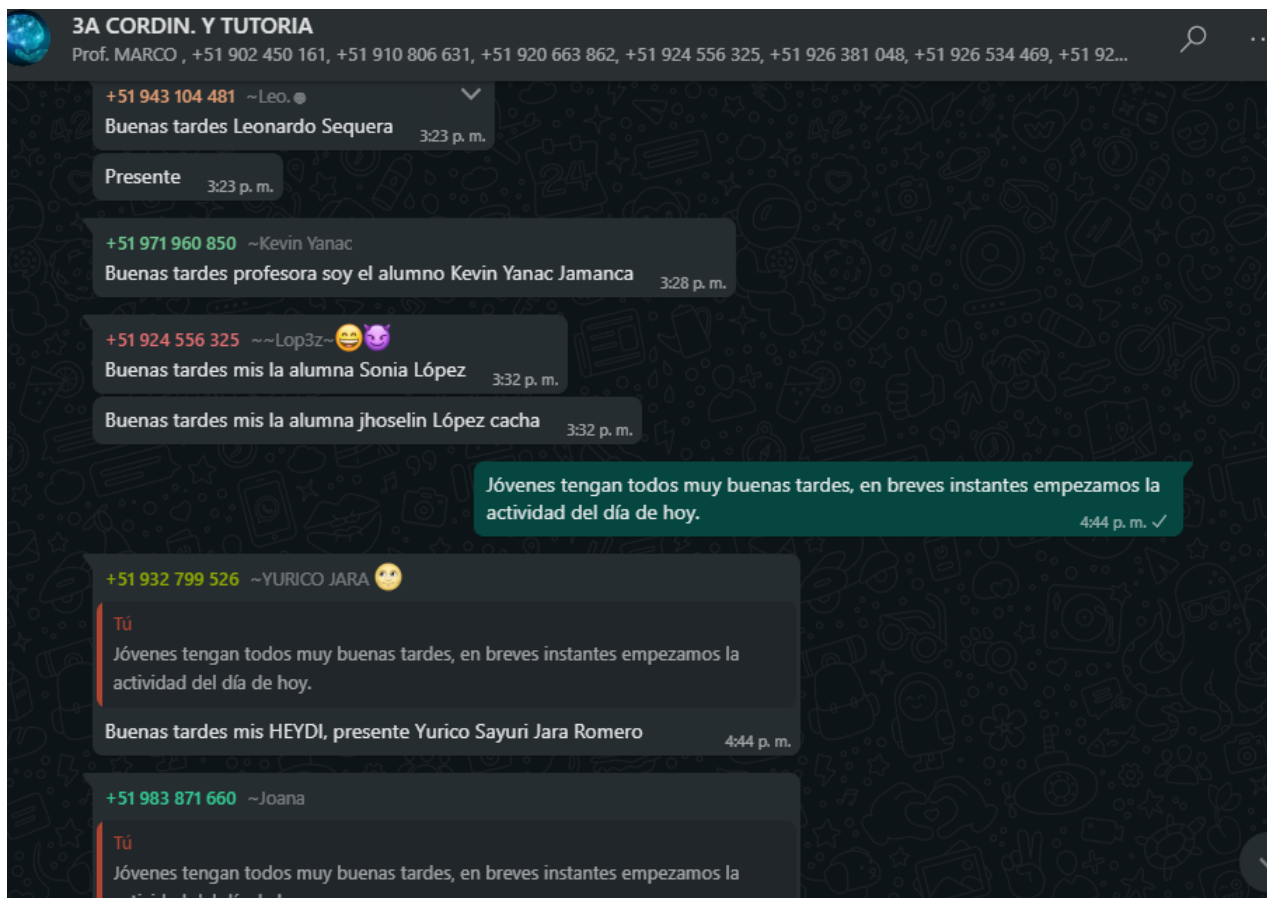 3A CORDIN. Y TUTORIA
Prof. MARCO , +51 902 450 161, +51 910 806 631, +51 920 663 862, +51 924 556 325, +51 926 381 048, +51 926 534 469, +51 92...
+51 943 104 481 ~Leo.☻
Buenas tardes Leonardo Sequera 3:23 p. m.
Presente 3:23 p. m.
+51 971 960 850 ~Kevin Yanac
Buenas tardes profesora soy el alumno Kevin Yanac Jamanca 3:28 p. m.
+51 924 556 325 ~~Lop3z~😄😈
Buenas tardes mis la alumna Sonia López 3:32 p. m.
Buenas tardes mis la alumna jhoselin López cacha 3:32 p. m.
Jóvenes tengan todos muy buenas tardes, en breves instantes empezamos la
actividad del día de hoy. 4:44 p. m.
+51 932 799 526 ~YURICO JARA 🌝
Tú
Jóvenes tengan todos muy buenas tardes, en breves instantes empezamos la
actividad del día de hoy.
Buenas tardes mis HEYDI, presente Yurico Sayuri Jara Romero 4:44 p. m.
+51 983 871 660 ~Joana
Tú
Jóvenes tengan todos muy buenas tardes, en breves instantes empezamos la